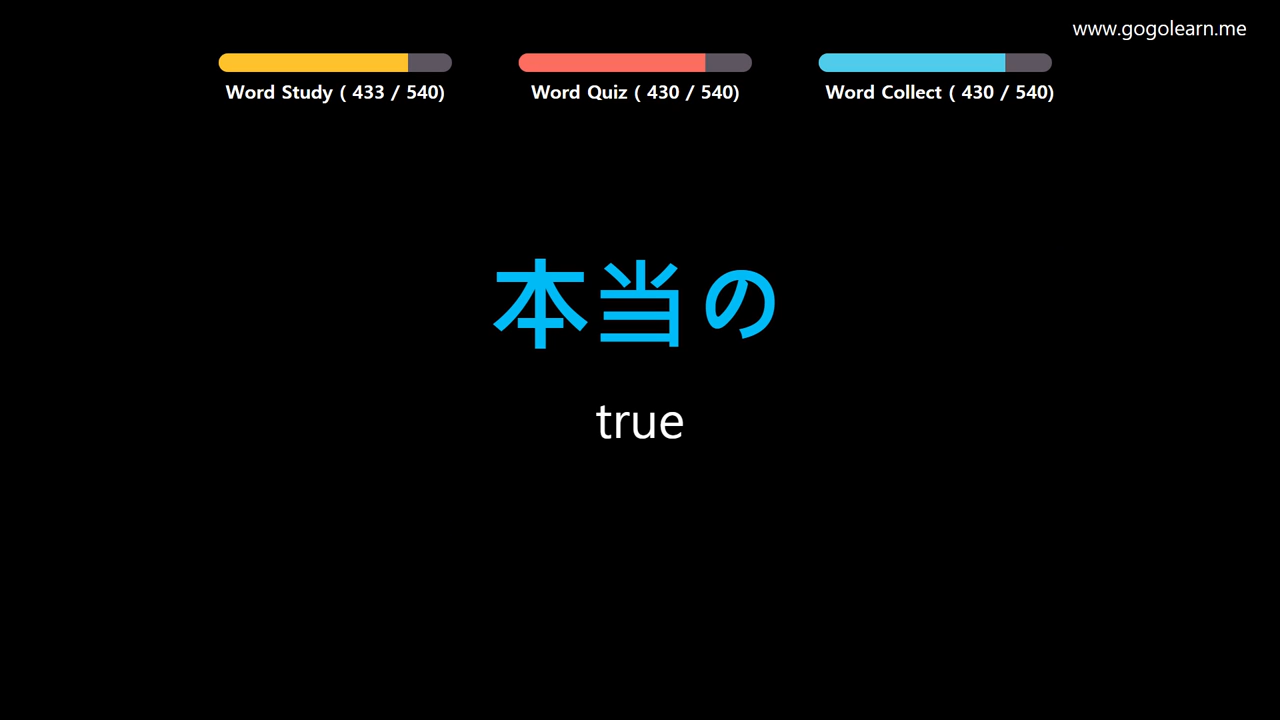 www.gogolearn.me
Word Study ( 433 / 540)
Word Quiz ( 430 / 540)
Word Collect ( 430 / 540)
本当の
true